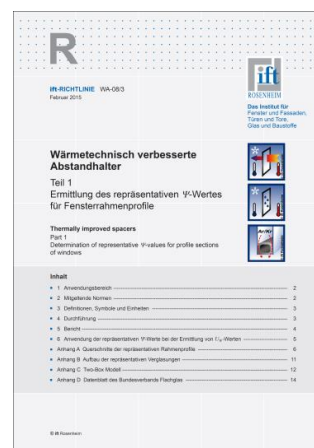 R
ift-RICHTLINIE WA-08/3
Februar 2015
ift
ROSENHEIM
Das Institut für
Fenster und Fassaden,
Türen und Tore,
Glas und Baustoffe
Wärmetechnisch verbesserte
Abstandhalter
Teil 1
Ermittlung des repräsentativen Ψ-Wertes
für Fensterrahmenprofile
Thermally improved spacers
Part 1
Determination of representative Ψ-values for profile sections
of windows
Ar/Kr
Inhalt
1 Anwendungsbereich 2
2 Mitgeltende Normen 2
3 Definitionen, Symbole und Einheiten 3
4 Durchführung 3
5 Bericht 4
6 Anwendung der repräsentativen Ψ-Werte bei der Ermittlung von Uw-Werten 5
Anhang A Querschnitte der repräsentativen Rahmenprofile 6
Anhang B Aufbau der repräsentativen Verglasungen 11
Anhang C Two-Box Modell 12
Anhang D Datenblatt des Bundesverbands Flachglas 14
© ift Rosenheim